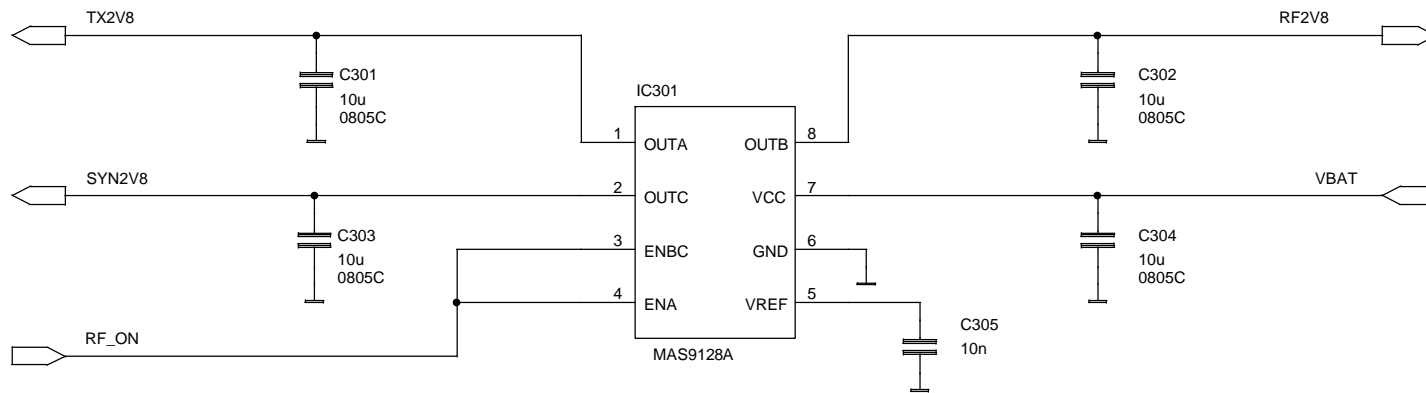 TX2V8
RF2V8
C301
10u
0805C
C302
10u
0805C
IC301
1 OUTA OUTB 8
SYN2V8
2 OUTC VCC 7
VBAT
C303
10u
0805C
3 ENBC GND 6
C304
10u
0805C
4 ENA VREF 5
RF_ON
MAS9128A
C305
10n